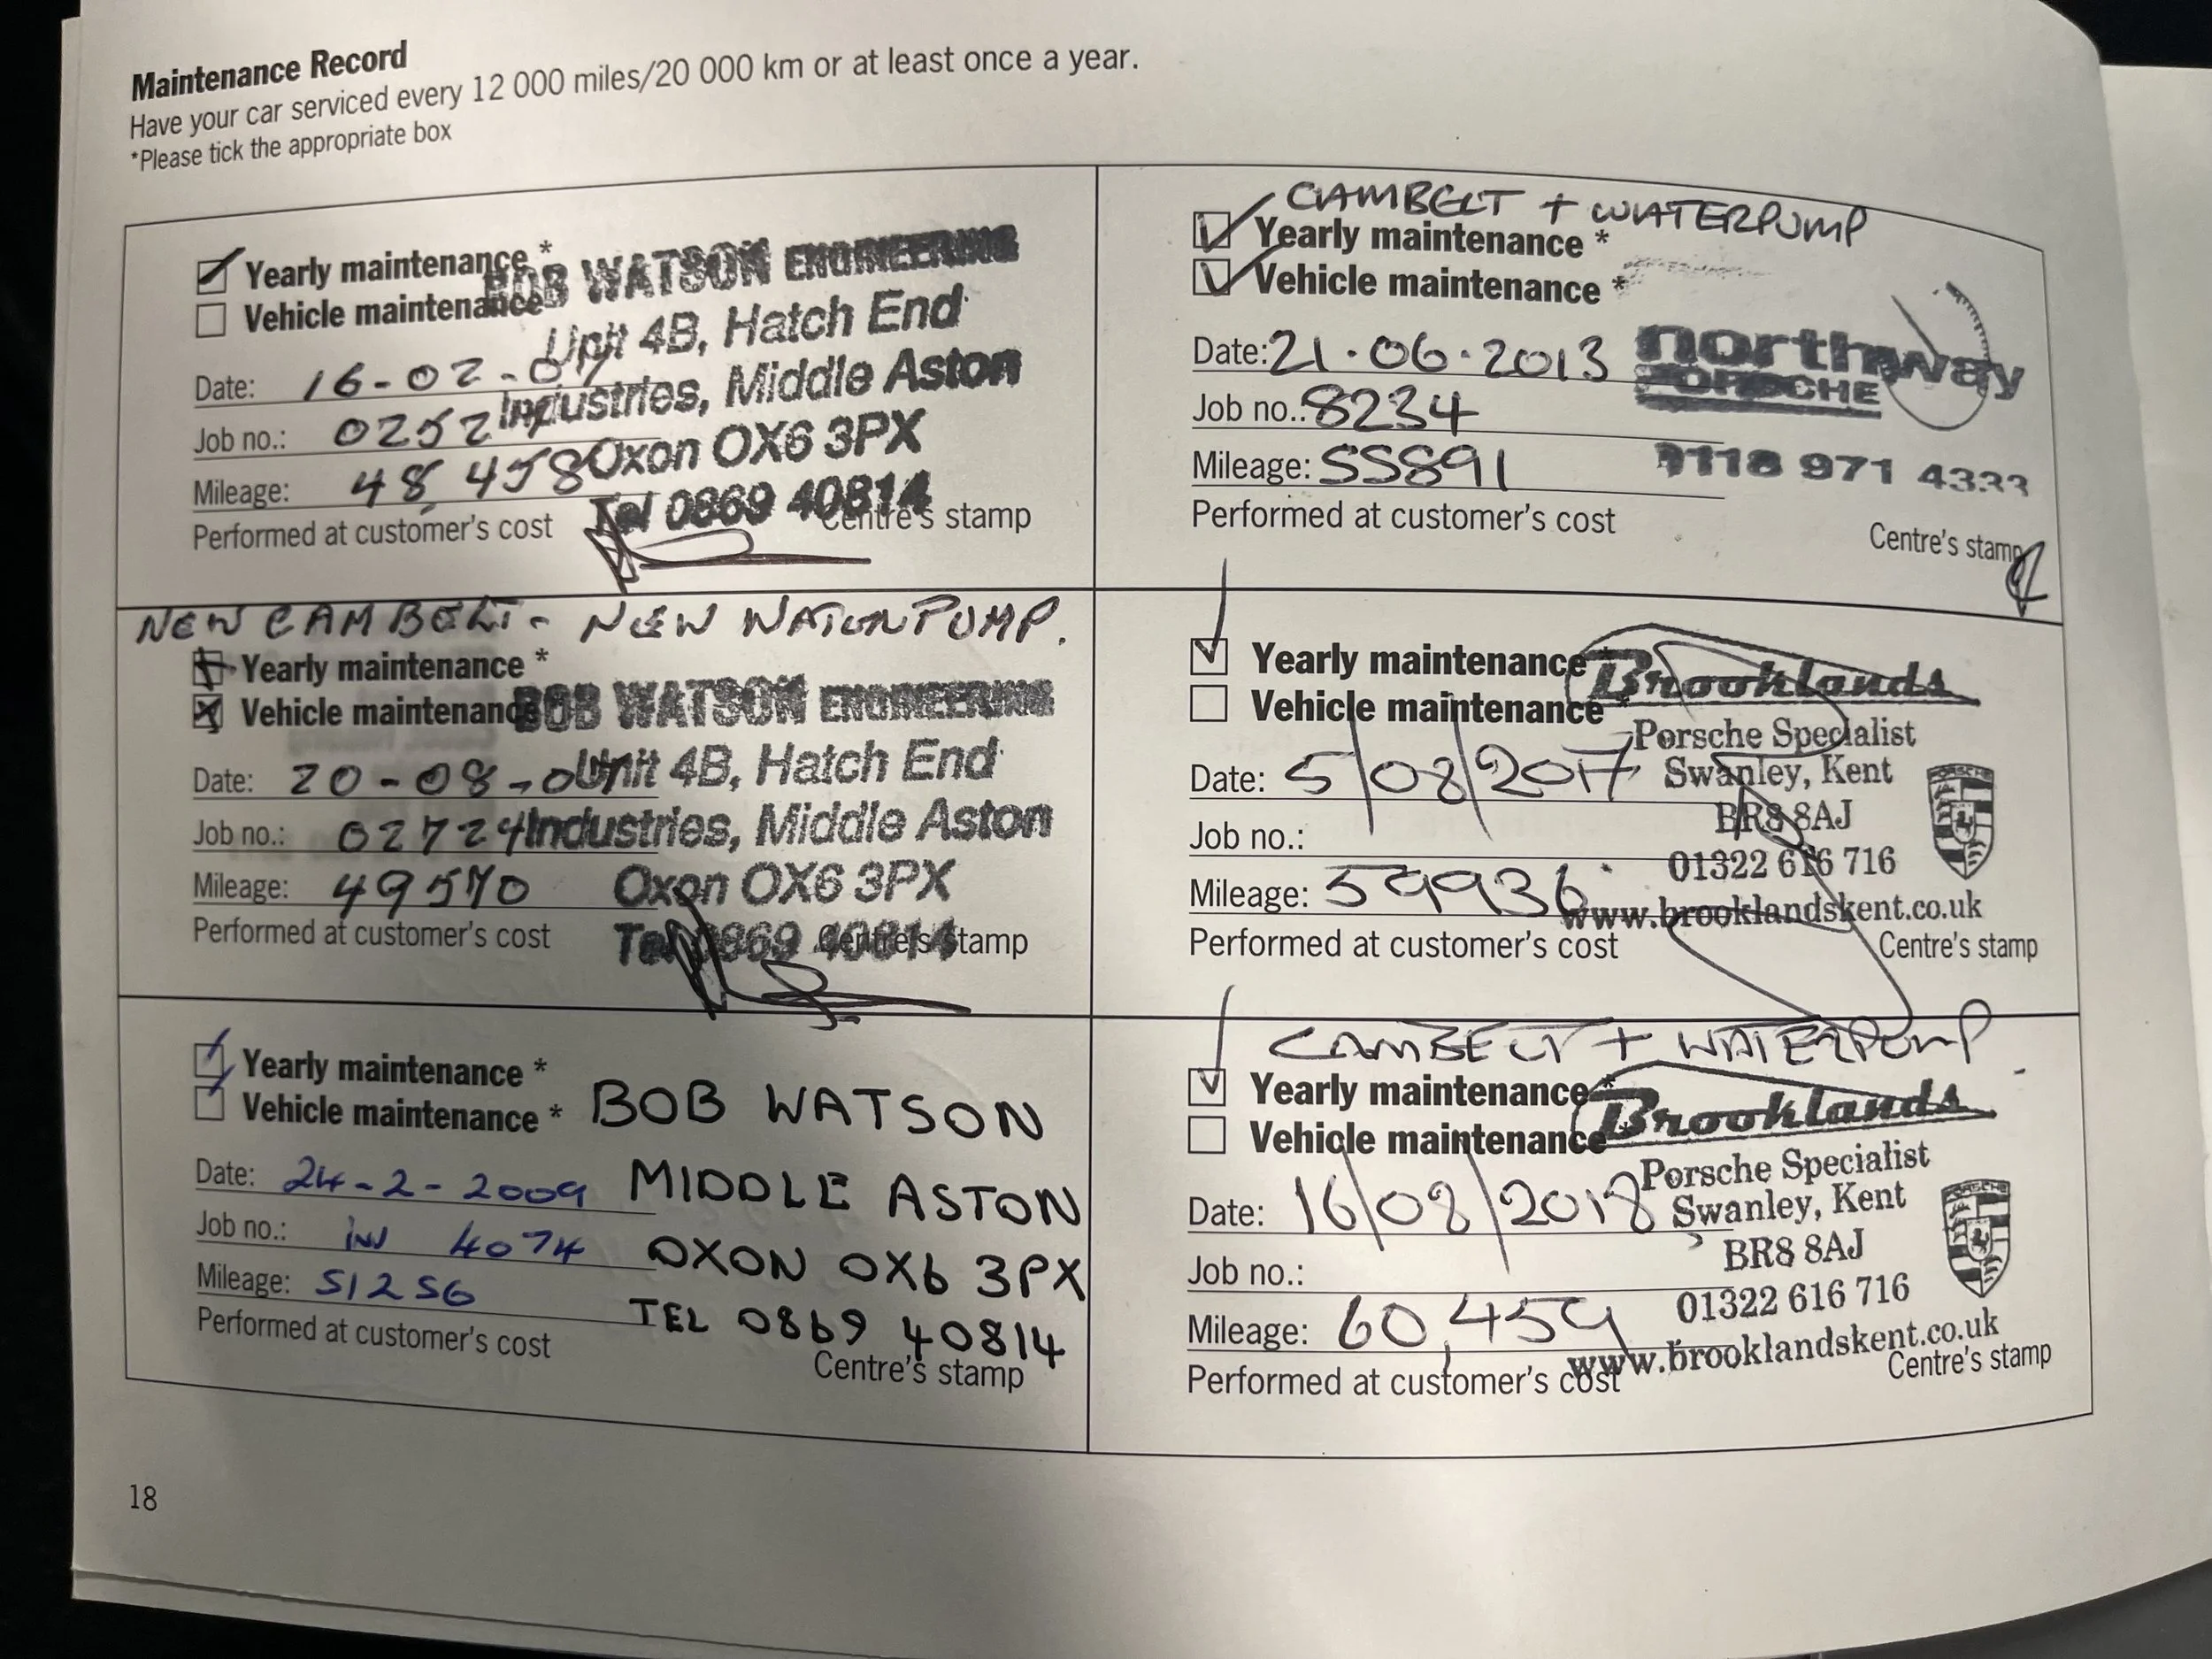 Maintenance Record
Have your car serviced every 12 000 miles/20 000 km or at least once a year.
*Please tick the appropriate box
Yearly maintenance *
Vehicle maintenance
BOB WATSON ENGINEERING
Unit 4B, Hatch End
Industries, Middle Aston
Oxon OX6 3PX
Tel 0869 40814
Date: 16-02-07
Job no.: 0252
Mileage: 48,458
Performed at customer's cost
Centre's stamp
NEW CAMBELT - NEW WATERPUMP.
Yearly maintenance *
Vehicle maintenance
BOB WATSON ENGINEERING
Unit 4B, Hatch End
Industries, Middle Aston
Oxon OX6 3PX
Tel 0869 40814
Date: 20-08-0
Job no.: 02724
Mileage: 49570
Performed at customer's cost
Centre's stamp
Yearly maintenance *
Vehicle maintenance *
BOB WATSON
MIDDLE ASTON
OXON OX6 3PX
TEL 0869 40814
Date: 24-2-2009
Job no.: INV 4074
Mileage: 51256
Performed at customer's cost
Centre's stamp
CAMBELT + WATERPUMP
Yearly maintenance *
Vehicle maintenance *
Date: 21.06.2013
Job no.: 8234
Mileage: 55891
northway
PORSCHE
0118 971 4333
Performed at customer's cost
Centre's stamp
Yearly maintenance
Vehicle maintenance *
Brooklands
Porsche Specialist
Swanley, Kent
BR8 8AJ
01322 616 716
www.brooklandskent.co.uk
Date: 5/08/2017
Job no.:
Mileage: 59936
Performed at customer's cost
Centre's stamp
CAMBELT + WATERPUMP
Yearly maintenance *
Vehicle maintenance
Brooklands
Porsche Specialist
Swanley, Kent
BR8 8AJ
01322 616 716
www.brooklandskent.co.uk
Date: 16/08/2018
Job no.:
Mileage: 60,459
Performed at customer's cost
Centre's stamp
18